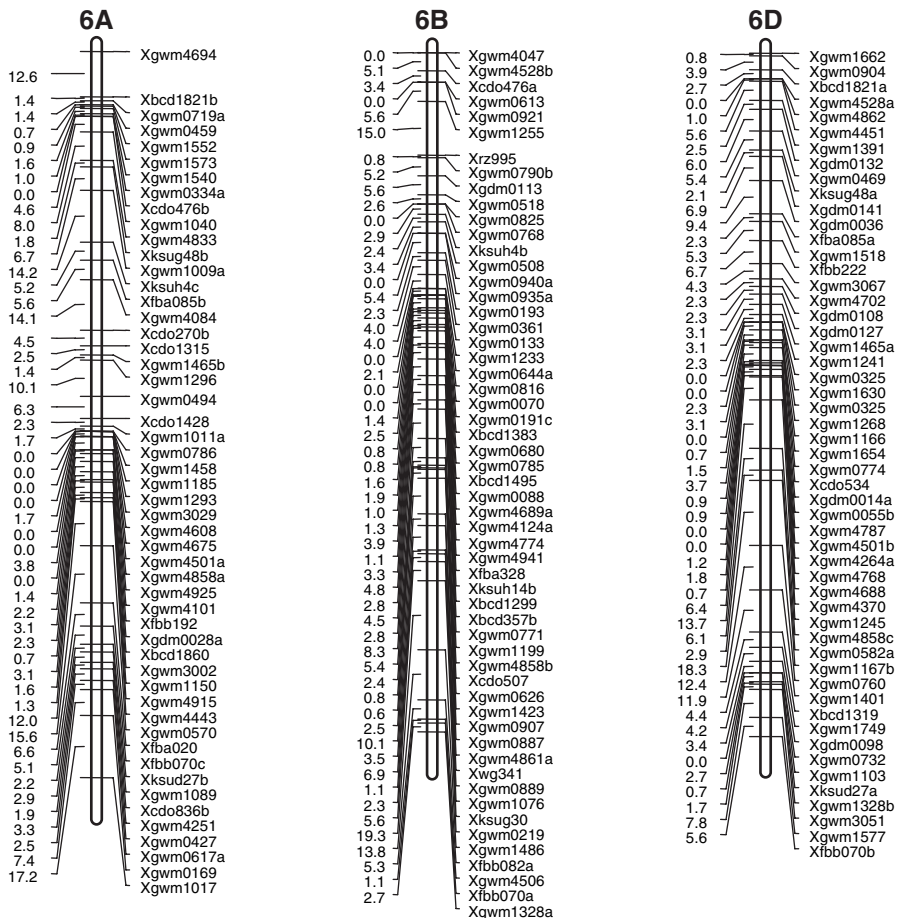 6A
Xgwm4694
12.6
Xbcd1821b
1.4
Xgwm0719a
1.4
Xgwm0459
0.7
Xgwm1552
0.9
Xgwm1573
1.6
Xgwm1540
1.0
Xgwm0334a
0.0
Xcdo476b
4.6
Xgwm1040
8.0
Xgwm4833
1.8
Xksug48b
6.7
Xgwm1009a
14.2
Xksuh4c
5.2
Xfba085b
5.6
Xgwm4084
14.1
Xcdo270b
4.5
Xcdo1315
2.5
Xgwm1465b
1.4
Xgwm1296
10.1
Xgwm0494
6.3
Xcdo1428
2.3
Xgwm1011a
1.7
Xgwm0786
0.0
Xgwm1458
0.0
Xgwm1185
0.0
Xgwm1293
0.0
Xgwm3029
1.7
Xgwm4608
0.0
Xgwm4675
0.0
Xgwm4501a
3.8
Xgwm4858a
0.0
Xgwm4925
1.4
Xgwm4101
2.2
Xfbb192
3.1
Xgdm0028a
2.3
Xbcd1860
0.7
Xgwm3002
3.1
Xgwm1150
1.6
Xgwm4915
1.3
Xgwm4443
12.0
Xgwm0570
15.6
Xfba020
6.6
Xfbb070c
5.1
Xksud27b
2.2
Xgwm1089
2.9
Xcdo836b
1.9
Xgwm4251
3.3
Xgwm0427
2.5
Xgwm0617a
7.4
Xgwm0169
17.2
Xgwm1017
6B
Xgwm4047
0.0
Xgwm4528b
5.1
Xcdo476a
3.4
Xgwm0613
0.0
Xgwm0921
5.6
Xgwm1255
15.0
Xrz995
0.8
Xgwm0790b
5.2
Xgdm0113
5.6
Xgwm0518
2.6
Xgwm0825
0.0
Xgwm0768
2.9
Xksuh4b
2.4
Xgwm0508
3.4
Xgwm0940a
0.0
Xgwm0935a
5.4
Xgwm0193
2.3
Xgwm0361
4.0
Xgwm0133
4.0
Xgwm1233
0.0
Xgwm0644a
2.1
Xgwm0816
0.0
Xgwm0070
0.0
Xgwm0191c
1.4
Xbcd1383
2.5
Xgwm0680
0.8
Xgwm0785
0.8
Xbcd1495
1.6
Xgwm0088
1.9
Xgwm4689a
1.0
Xgwm4124a
1.3
Xgwm4774
3.9
Xgwm4941
1.1
Xfba328
3.3
Xksuh14b
4.8
Xbcd1299
2.8
Xbcd357b
4.5
Xgwm0771
2.8
Xgwm1199
8.3
Xgwm4858b
5.4
Xcdo507
2.4
Xgwm0626
0.8
Xgwm1423
0.6
Xgwm0907
2.5
Xgwm0887
10.1
Xgwm4861a
3.5
Xwg341
6.9
Xgwm0889
1.1
Xgwm1076
2.3
Xksug30
5.6
Xgwm0219
19.3
Xgwm1486
13.8
Xfbb082a
5.3
Xgwm4506
1.1
Xfbb070a
2.7
Xgwm1328a
6D
Xgwm1662
0.8
Xgwm0904
3.9
Xbcd1821a
2.7
Xgwm4528a
0.0
Xgwm4862
1.0
Xgwm4451
5.6
Xgwm1391
2.5
Xgdm0132
6.0
Xgwm0469
5.4
Xksug48a
2.1
Xgdm0141
6.9
Xgdm0036
9.4
Xfba085a
2.3
Xgwm1518
5.3
Xfbb222
6.7
Xgwm3067
4.3
Xgwm4702
2.3
Xgdm0108
2.3
Xgdm0127
3.1
Xgwm1465a
3.1
Xgwm1241
2.3
Xgwm0325
0.0
Xgwm1630
0.0
Xgwm0325
2.3
Xgwm1268
3.1
Xgwm1166
0.0
Xgwm1654
0.7
Xgwm0774
1.5
Xcdo534
3.7
Xgdm0014a
0.9
Xgwm0055b
0.9
Xgwm4787
0.0
Xgwm4501b
0.0
Xgwm4264a
1.2
Xgwm4768
1.8
Xgwm4688
0.7
Xgwm4370
6.4
Xgwm1245
13.7
Xgwm4858c
6.1
Xgwm0582a
2.9
Xgwm1167b
18.3
Xgwm0760
12.4
Xgwm1401
11.9
Xbcd1319
4.4
Xgwm1749
4.2
Xgdm0098
3.4
Xgwm0732
0.0
Xgwm1103
2.7
Xksud27a
0.7
Xgwm1328b
1.7
Xgwm3051
7.8
Xgwm1577
5.6
Xfbb070b